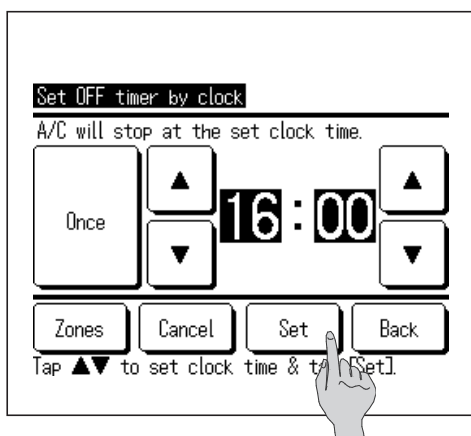 Set OFF timer by clock
A/C will stop at the set clock time.
Once ▲ ▼ 16 : 00 ▲ ▼
Zones Cancel Set Back
Tap ▲▼ to set clock time & [Set].